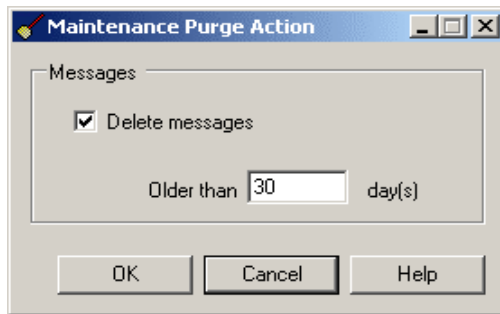 Maintenance Purge Action
Messages
Delete messages
Older than 30 day(s)
OK Cancel Help